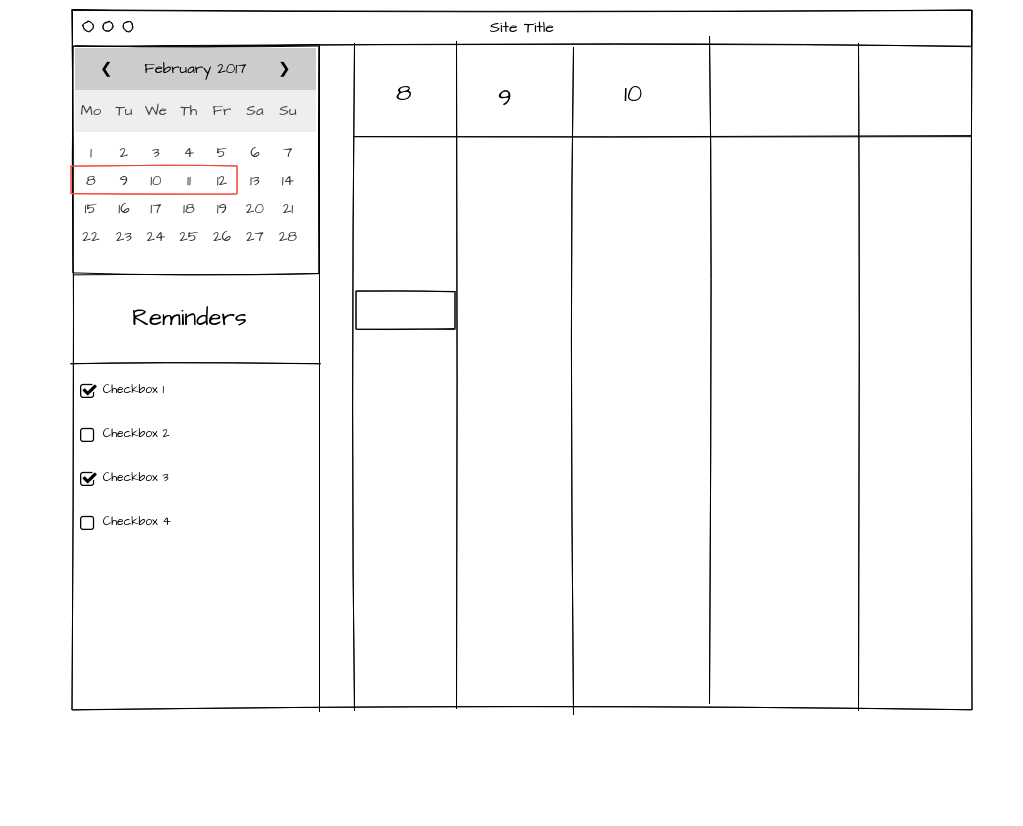 Site Title
❮ February 2017 ❯
Mo Tu We Th Fr Sa Su
1 2 3 4 5 6 7
8 9 10 11 12 13 14
15 16 17 18 19 20 21
22 23 24 25 26 27 28
Reminders
Checkbox 1
Checkbox 2
Checkbox 3
Checkbox 4
8 9 10